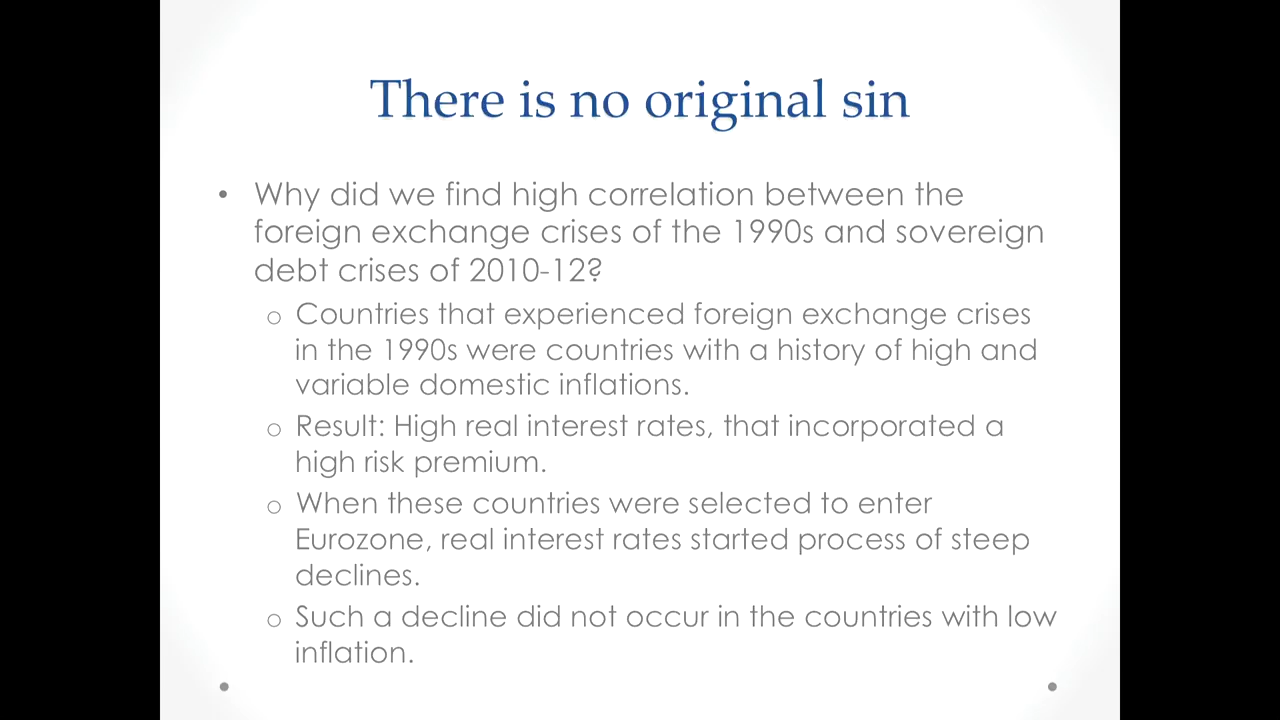 There is no original sin
• Why did we find high correlation between the
foreign exchange crises of the 1990s and sovereign
debt crises of 2010-12?
o Countries that experienced foreign exchange crises
in the 1990s were countries with a history of high and
variable domestic inflations.
o Result: High real interest rates, that incorporated a
high risk premium.
o When these countries were selected to enter
Eurozone, real interest rates started process of steep
declines.
o Such a decline did not occur in the countries with low
inflation.